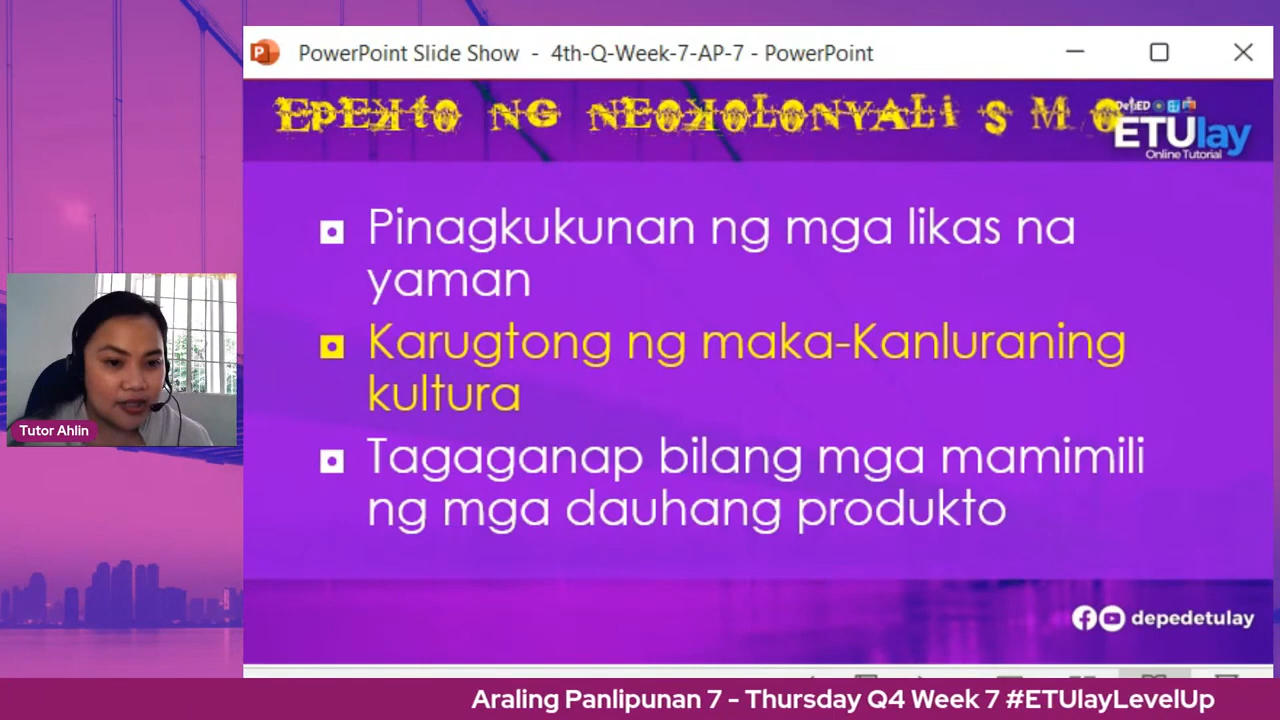 PowerPoint Slide Show - 4th-Q-Week-7-AP-7 - PowerPoint
EPEKTO NG NEOKOLONYALISMO
DepED
ETUlay
Online Tutorial
Pinagkukunan ng mga likas na
yaman
Karugtong ng maka-Kanluraning
kultura
Tagaganap bilang mga mamimili
ng mga dauhang produkto
Tutor Ahlin
depedetulay
Araling Panlipunan 7 - Thursday Q4 Week 7 #ETUlayLevelUp